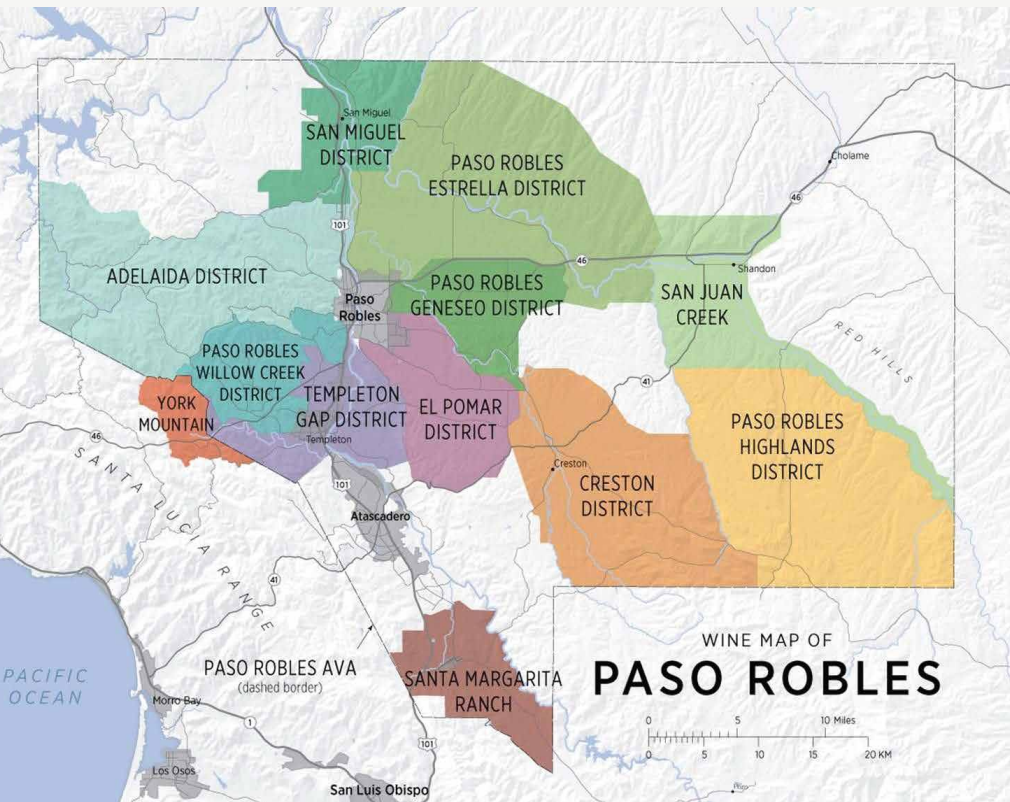 San Miguel
SAN MIGUEL
DISTRICT
PASO ROBLES
ESTRELLA DISTRICT
Cholame
46
101
ADELAIDA DISTRICT
46
Shandon
PASO ROBLES
GENESEO DISTRICT
SAN JUAN
CREEK
Paso
Robles
RED HILLS
PASO ROBLES
WILLOW CREEK
DISTRICT
41
YORK
MOUNTAIN
TEMPLETON
GAP DISTRICT
EL POMAR
DISTRICT
PASO ROBLES
HIGHLANDS
DISTRICT
46
Templeton
Creston
CRESTON
DISTRICT
SANTA LUCIA RANGE
101
Atascadero
41
WINE MAP OF
PASO ROBLES
PASO ROBLES AVA
(dashed border)
SANTA MARGARITA
RANCH
PACIFIC
OCEAN
Morro Bay
1
101
0 5 10 Miles
0 5 10 15 20 KM
Los Osos
San Luis Obispo